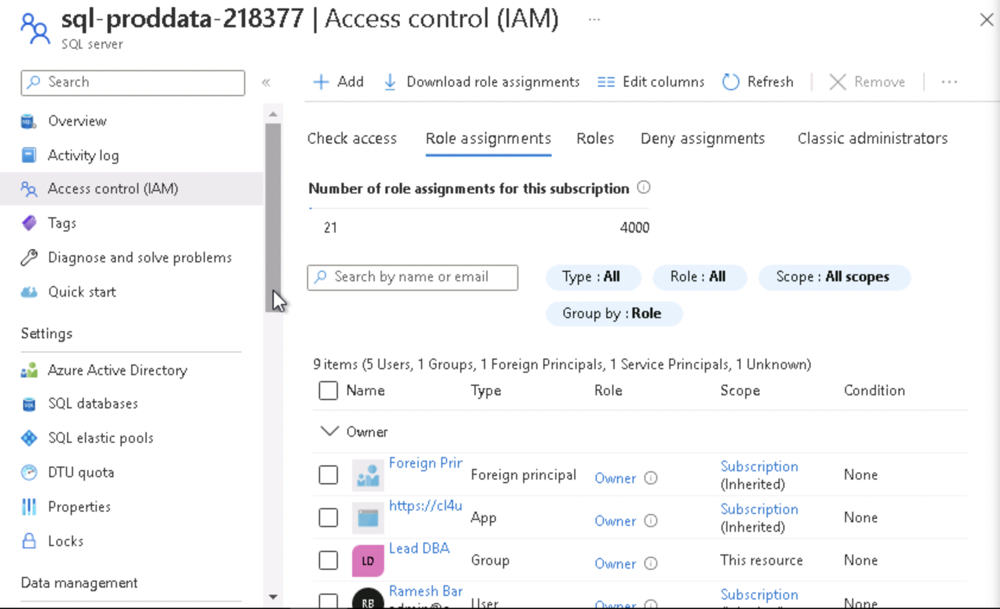 sql-proddata-218377 | Access control (IAM) ...
SQL server
Search
«
Add
Download role assignments
Edit columns
Refresh
Remove
...
Overview
Activity log
Access control (IAM)
Tags
Diagnose and solve problems
Quick start
Settings
Azure Active Directory
SQL databases
SQL elastic pools
DTU quota
Properties
Locks
Data management
Check access
Role assignments
Roles
Deny assignments
Classic administrators
Number of role assignments for this subscription
21
4000
Search by name or email
Type : All
Role : All
Scope : All scopes
Group by : Role
9 items (5 Users, 1 Groups, 1 Foreign Principals, 1 Service Principals, 1 Unknown)
Name Type Role Scope Condition
Owner
Foreign Prir
Foreign principal
Owner
Subscription
(Inherited)
None
https://cl4u
App
Owner
Subscription
(Inherited)
None
LD
Lead DBA
Group
Owner
This resource
None
RB
Ramesh Bar
User
Owner
Subscription
None